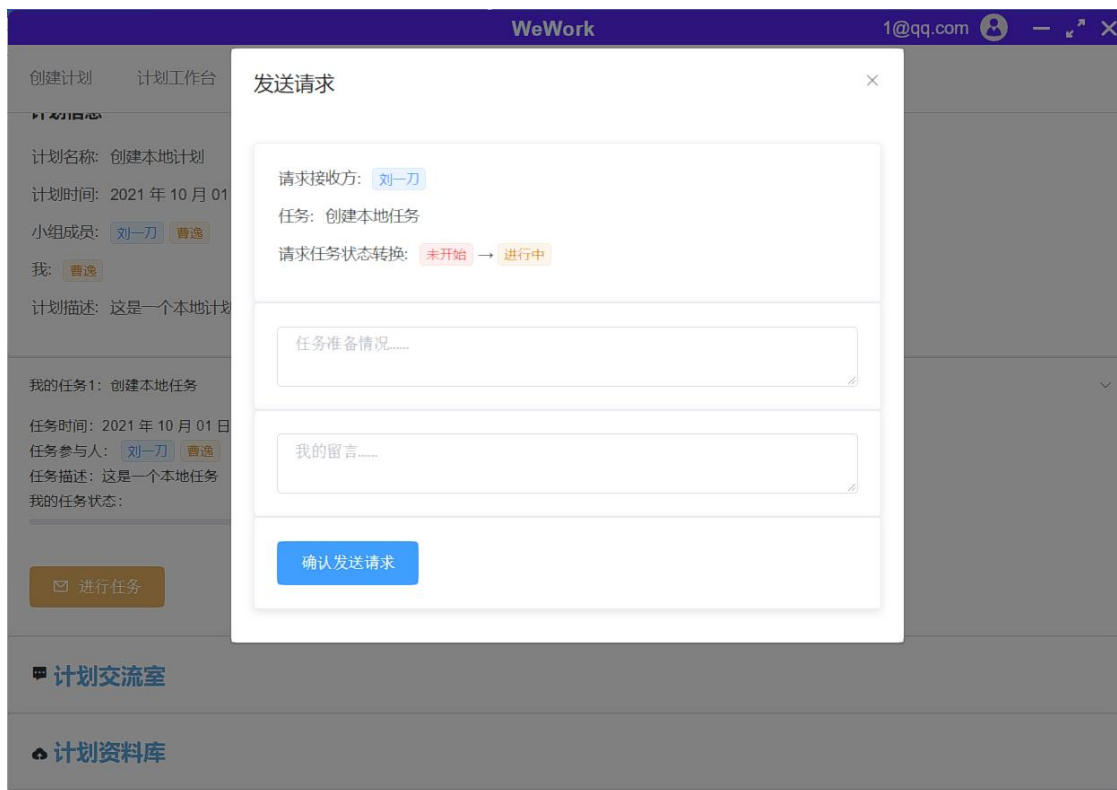 WeWork 1@qq.com
创建计划 计划工作台
发送请求
计划信息
计划名称: 创建本地计划
计划时间: 2021 年 10 月 01
小组成员: 刘一刀 曹逸
我: 曹逸
计划描述: 这是一个本地计划
请求接收方: 刘一刀
任务: 创建本地任务
请求任务状态转换: 未开始 → 进行中
任务准备情况......
我的留言......
确认发送请求
我的任务1: 创建本地任务
任务时间: 2021 年 10 月 01 日
任务参与人: 刘一刀 曹逸
任务描述: 这是一个本地任务
我的任务状态:
进行任务
计划交流室
计划资料库